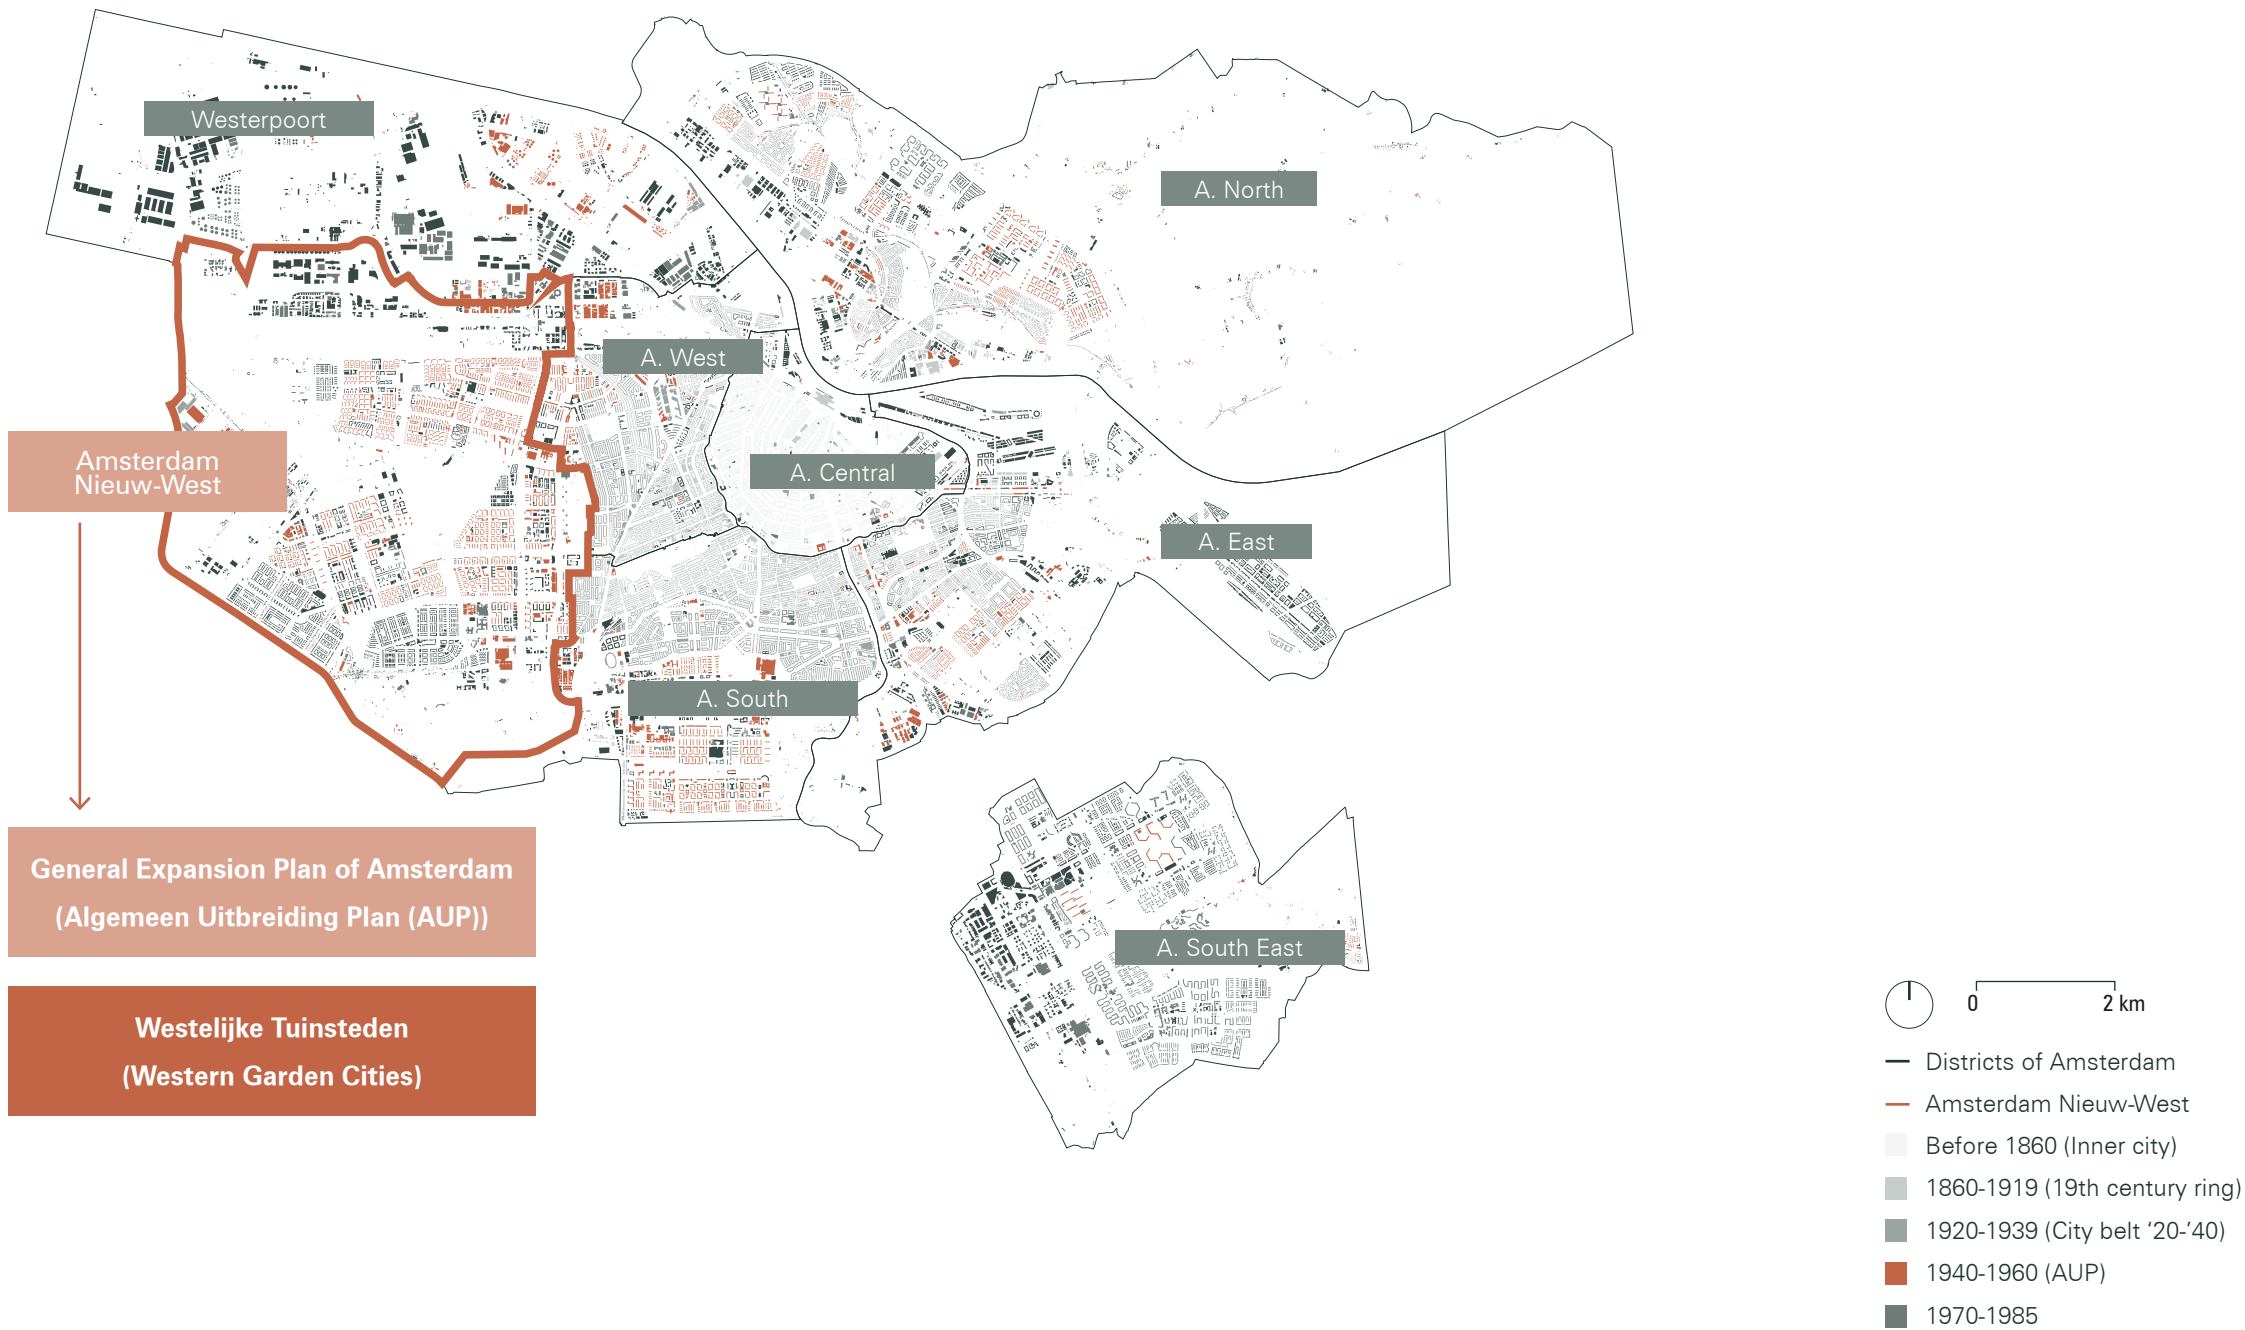 Westerpoort
A. North
A. West
Amsterdam
Nieuw-West
A. Central
A. East
A. South
General Expansion Plan of Amsterdam
(Algemeen Uitbreiding Plan (AUP))
A. South East
Westelijke Tuinsteden
(Western Garden Cities)
0 2 km
Districts of Amsterdam
Amsterdam Nieuw-West
Before 1860 (Inner city)
1860-1919 (19th century ring)
1920-1939 (City belt ‘20-’40)
1940-1960 (AUP)
1970-1985